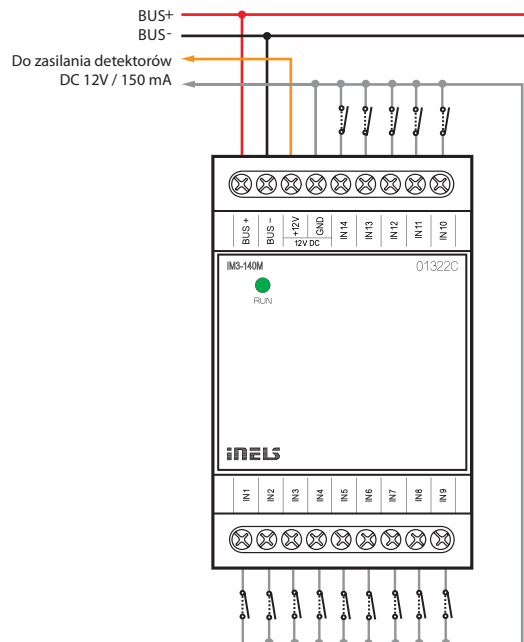 BUS+
BUS-
Do zasilania detektorów
DC 12V / 150 mA
BUS +
BUS -
+12V
GND
12V DC
IN14
IN13
IN12
IN11
IN10
IM3-140M
01322C
RUN
iNELS
IN1
IN2
IN3
IN4
IN5
IN6
IN7
IN8
IN9